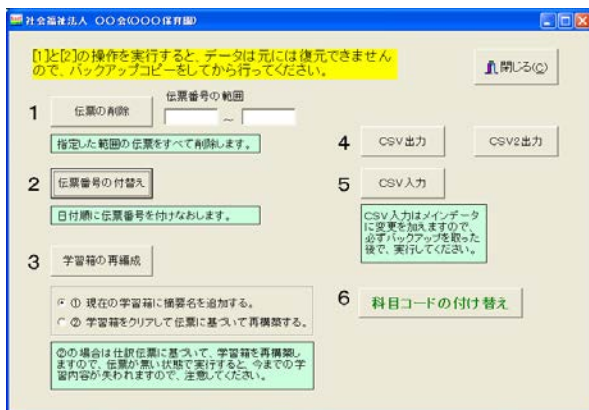 社会福祉法人 〇〇会(〇〇〇保育園)
[1]と[2]の操作を実行すると、データは元には復元できません
ので、バックアップコピーをしてから行ってください。
閉じる(C)
伝票番号の範囲
1 伝票の削除 ～
指定した範囲の伝票をすべて削除します。
4 CSV出力 CSV2出力
2 伝票番号の付替え
5 CSV入力
日付順に伝票番号を付けなおします。
CSV入力はメインデータ
に変更を加えますので、
必ずバックアップを取った
後で、実行してください。
3 学習箱の再編成
① 現在の学習箱に摘要名を追加する。
② 学習箱をクリアして伝票に基づいて再構築する。
6 科目コードの付け替え
②の場合は仕訳伝票に基づいて、学習箱を再構築し
ますので、伝票が無い状態で実行すると、今までの学
習内容が失われますので、注意してください。